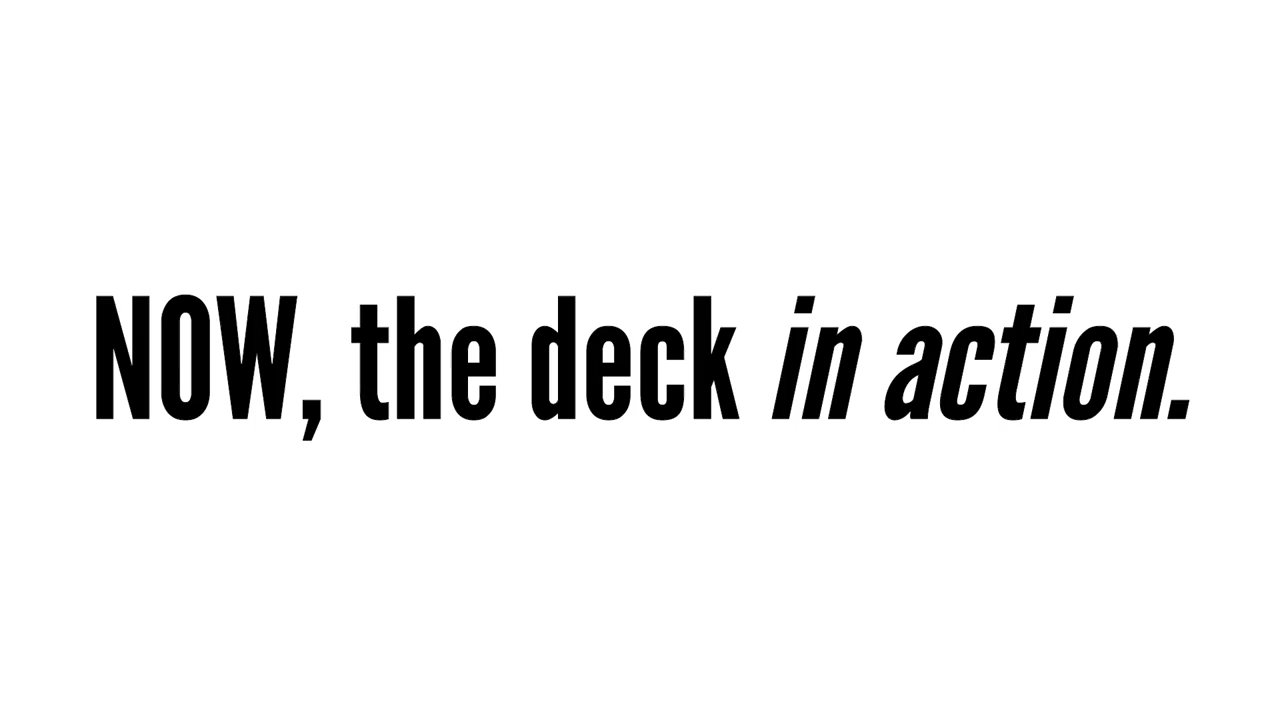 NOW, the deck in action.